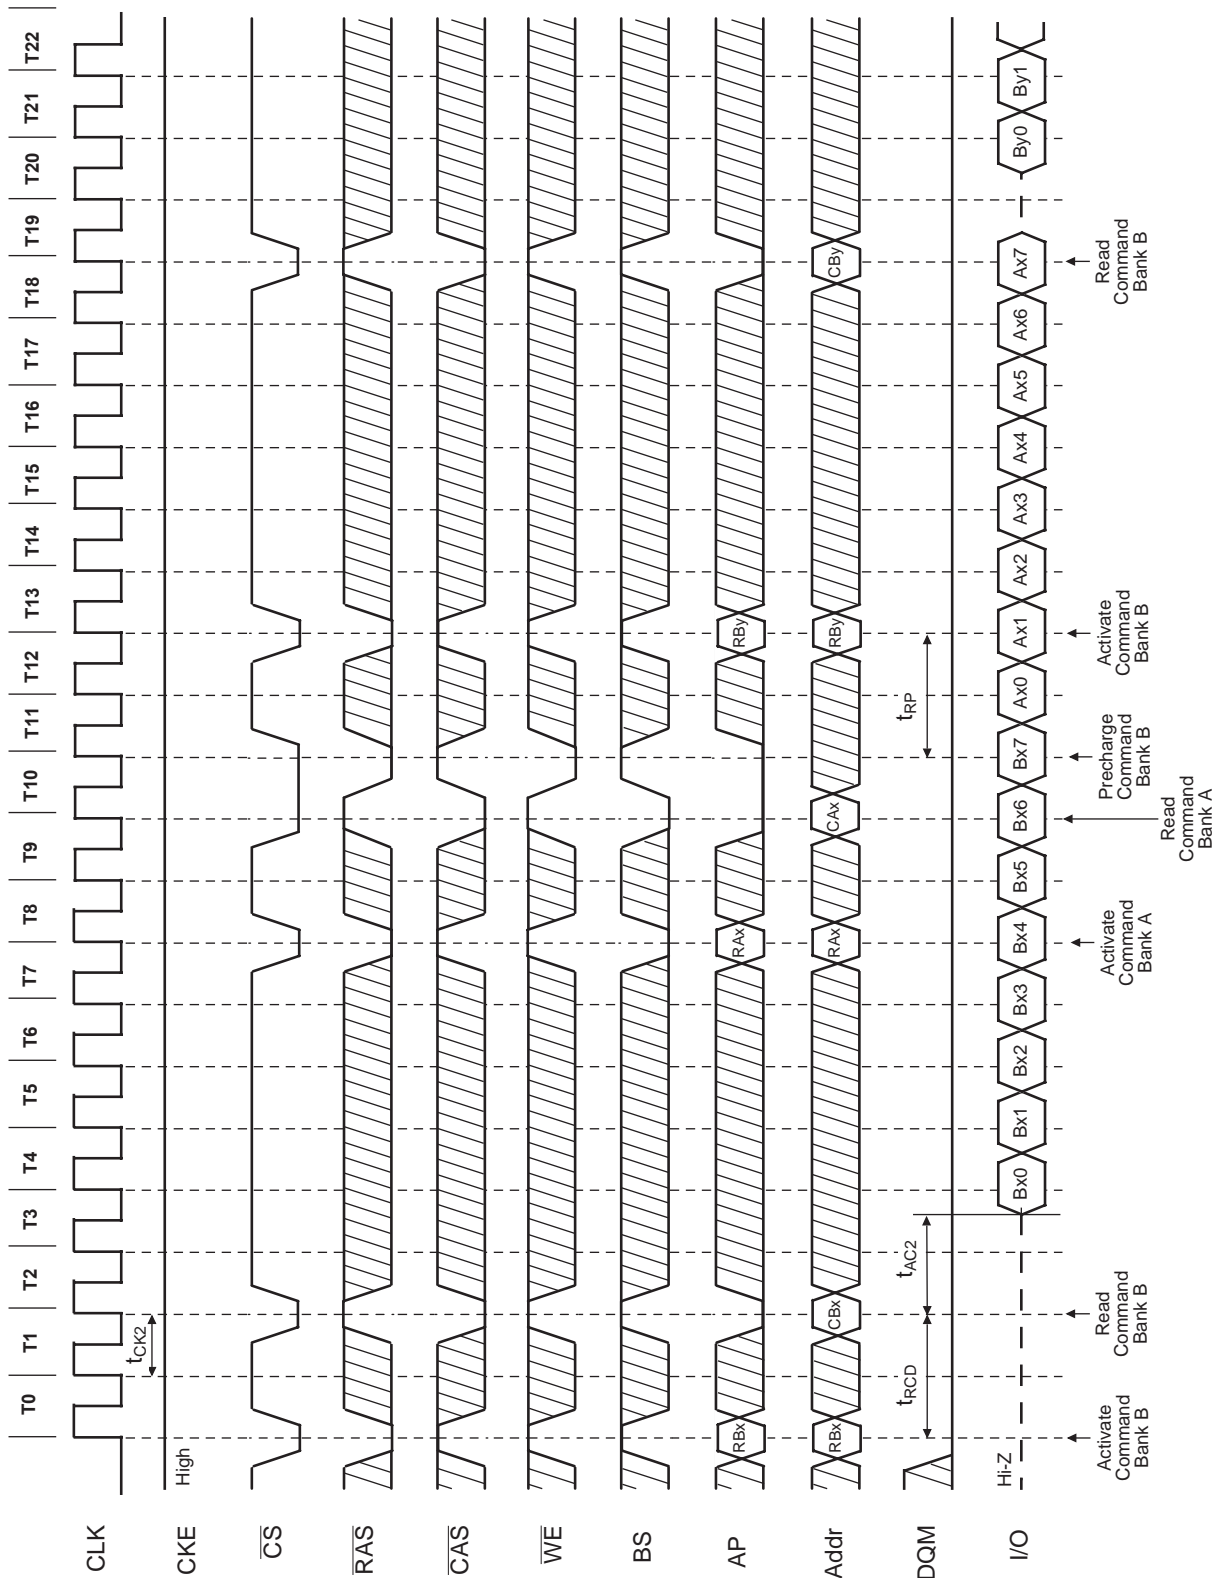 T0 T1 T2 T3 T4 T5 T6 T7 T8 T9 T10 T11 T12 T13 T14 T15 T16 T17 T18 T19 T20 T21 T22
CLK
tCK2
CKE
High
CS
RAS
CAS
WE
BS
AP
RBx RAx RBy
Addr
RBx CBx RAx CAx RBy CBy
tRP
DQM
tRCD tAC2
I/O
Hi-Z
Bx0 Bx1 Bx2 Bx3 Bx4 Bx5 Bx6 Bx7 Ax0 Ax1 Ax2 Ax3 Ax4 Ax5 Ax6 Ax7 By0 By1
Activate
Command
Bank B
Read
Command
Bank B
Activate
Command
Bank A
Read
Command
Bank A
Precharge
Command
Bank B
Activate
Command
Bank B
Read
Command
Bank B